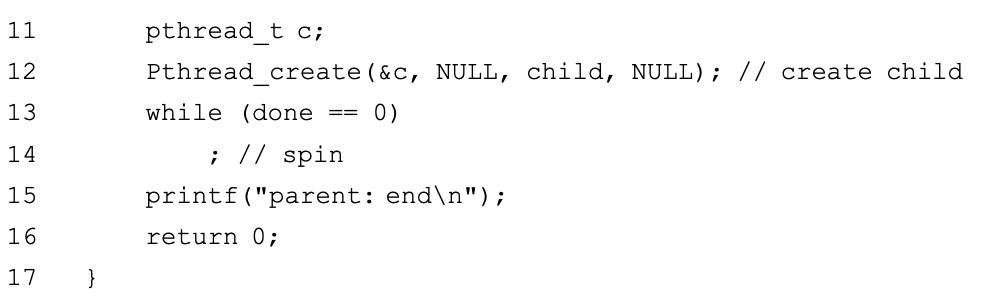 11 pthread_t c;
12 Pthread_create(&c, NULL, child, NULL); // create child
13 while (done == 0)
14 ; // spin
15 printf("parent: end\n");
16 return 0;
17 }